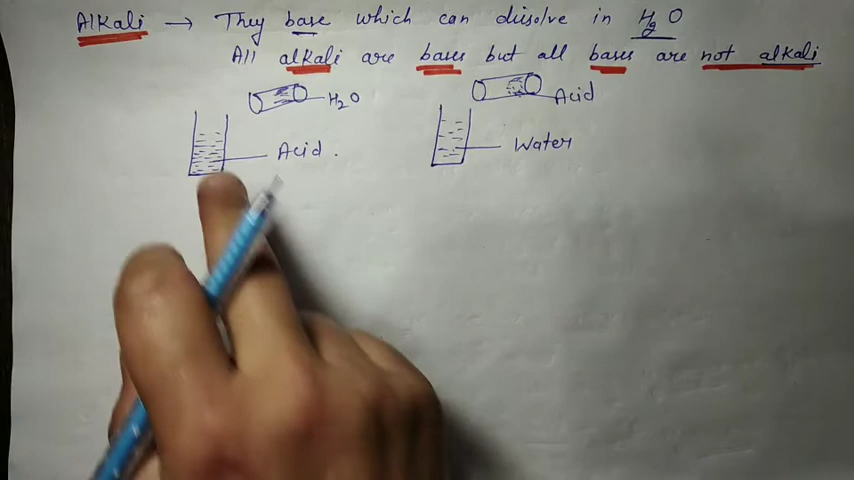 Alkali → They base which can dissolve in H2O
All alkali are bases but all bases are not alkali
H2O Acid
Acid. Water